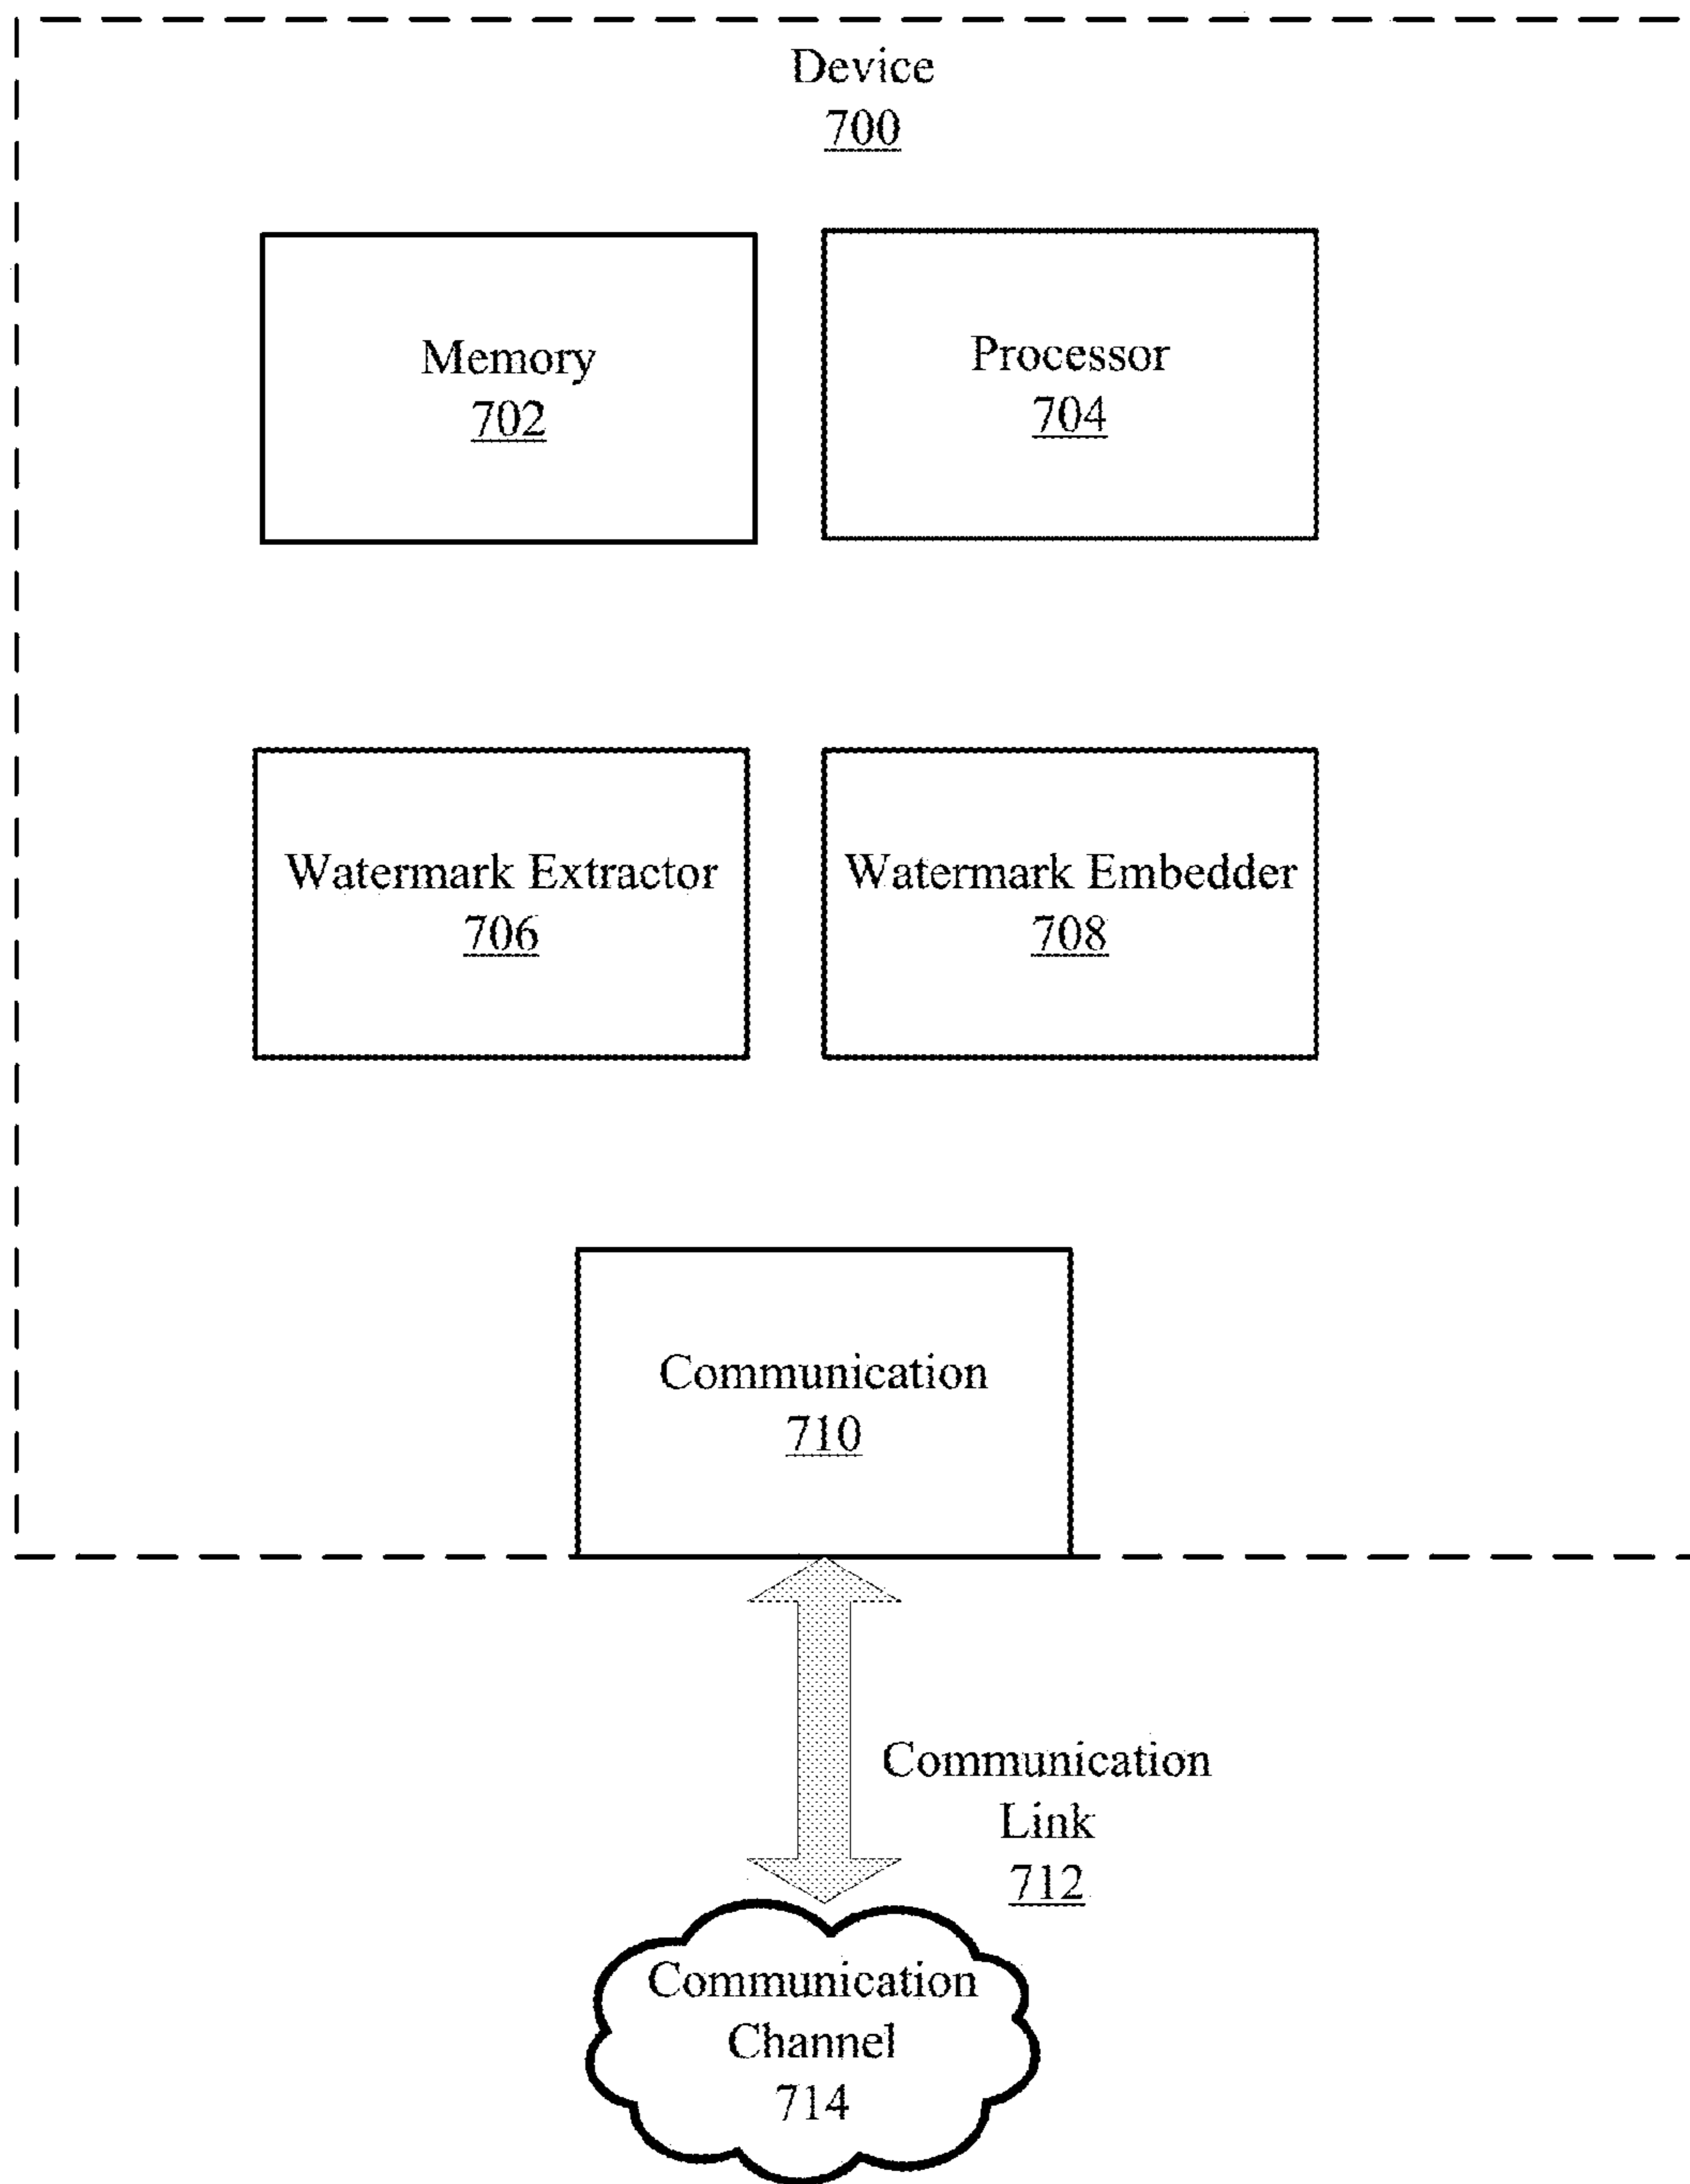 Device
700
Memory
702
Processor
704
Watermark Extractor
706
Watermark Embedder
708
Communication
710
Communication
Link
712
Communication
Channel
714